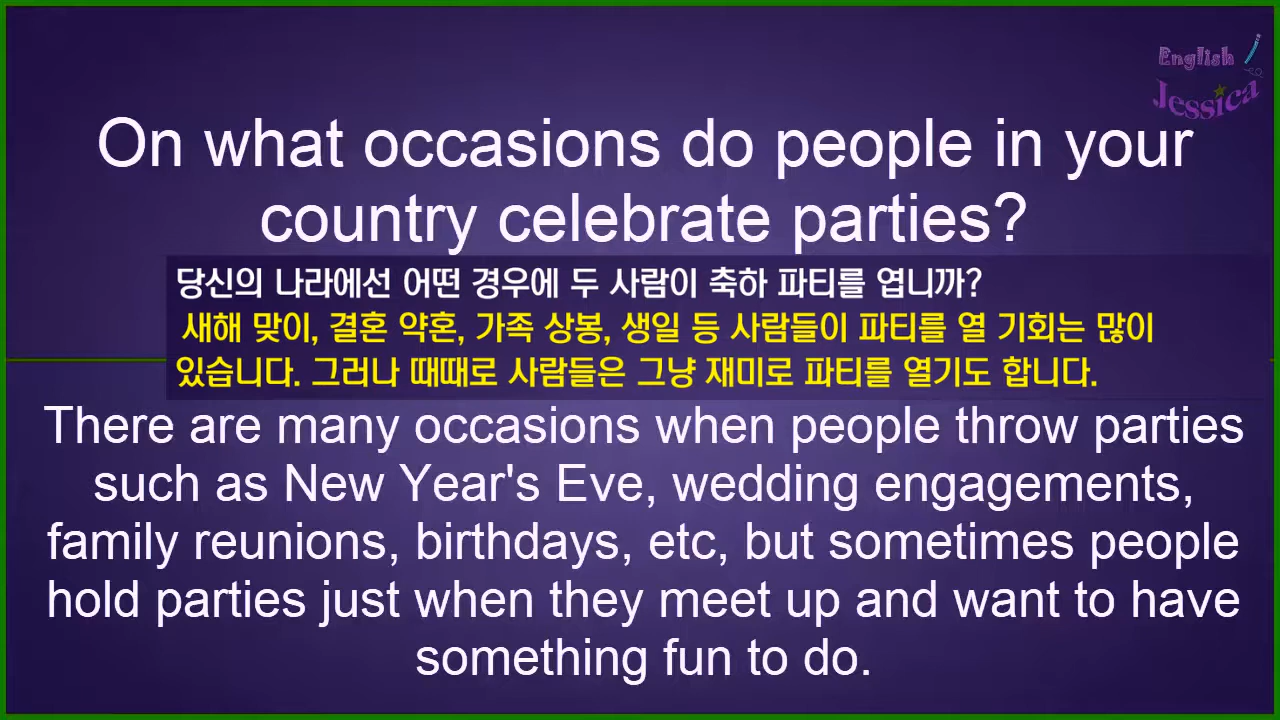 English
Jessica
On what occasions do people in your
country celebrate parties?
당신의 나라에선 어떤 경우에 두 사람이 축하 파티를 엽니까?
새해 맞이, 결혼 약혼, 가족 상봉, 생일 등 사람들이 파티를 열 기회는 많이
있습니다. 그러나 때때로 사람들은 그냥 재미로 파티를 열기도 합니다.
There are many occasions when people throw parties
such as New Year's Eve, wedding engagements,
family reunions, birthdays, etc, but sometimes people
hold parties just when they meet up and want to have
something fun to do.